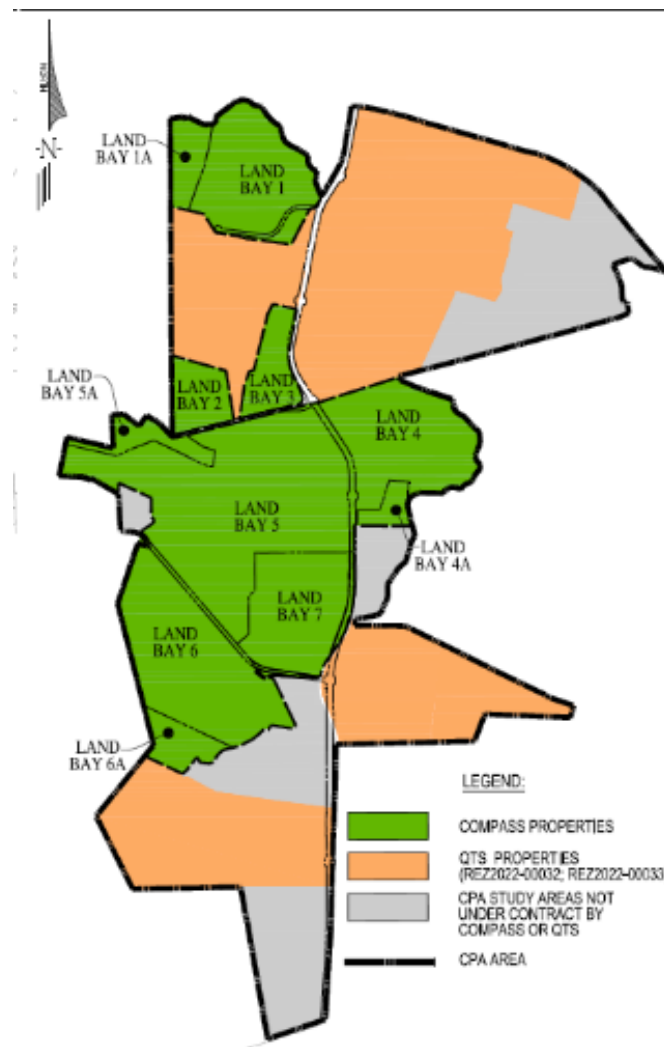 NORTH
N
LAND
BAY 1A
LAND
BAY 1
LAND
BAY 5A
LAND
BAY 2
LAND
BAY 3
LAND
BAY 4
LAND
BAY 5
LAND
BAY 4A
LAND
BAY 7
LAND
BAY 6
LAND
BAY 6A
LEGEND:
COMPASS PROPERTIES
QTS PROPERTIES
(REZ2022-00032; REZ2022-00033
CPA STUDY AREAS NOT
UNDER CONTRACT BY
COMPASS OR QTS
CPA AREA